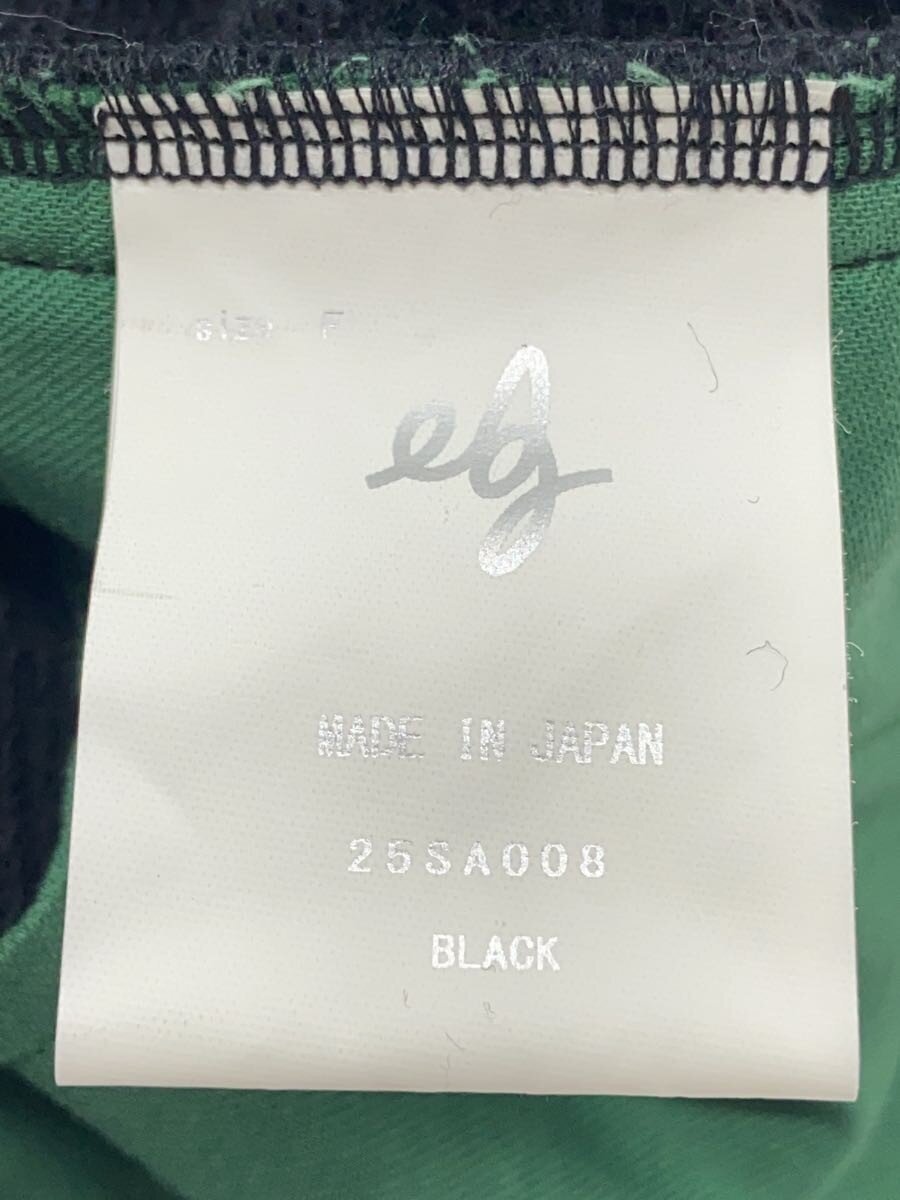 size F
eg
MADE IN JAPAN
25SA008
BLACK